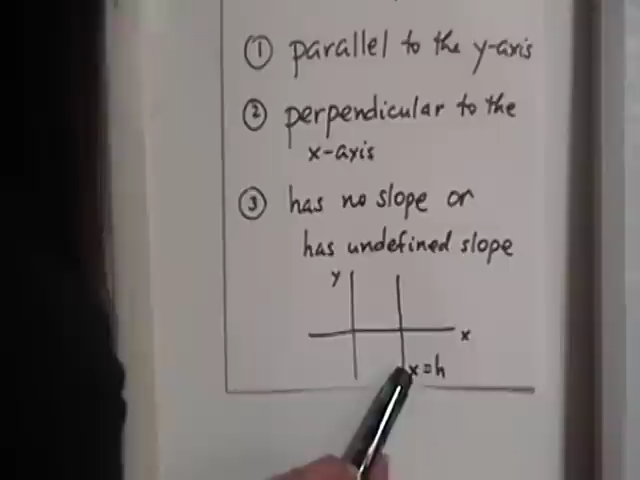 ① parallel to the y-axis
② perpendicular to the
x-axis
③ has no slope or
has undefined slope
y
x
x=h